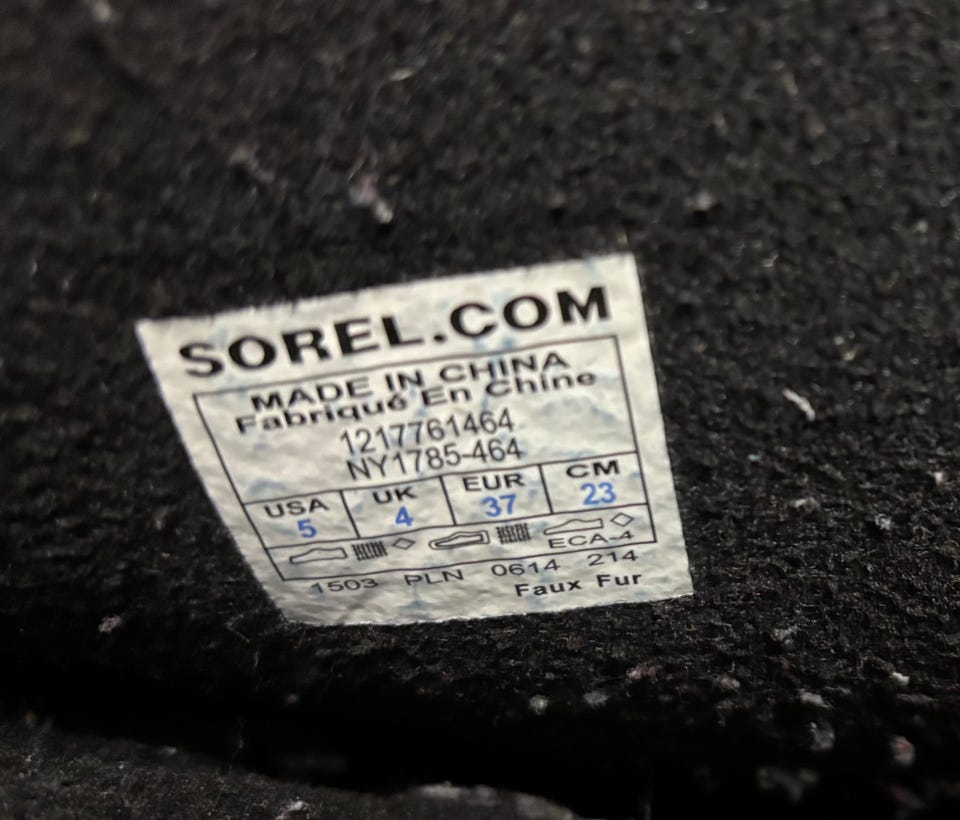 SOREL.COM
MADE IN CHINA
Fabriqué En Chine
1217761464
NY1785-464
USA UK EUR CM
5 4 37 23
ECA-4
1503 PLN 0614 214
Faux Fur